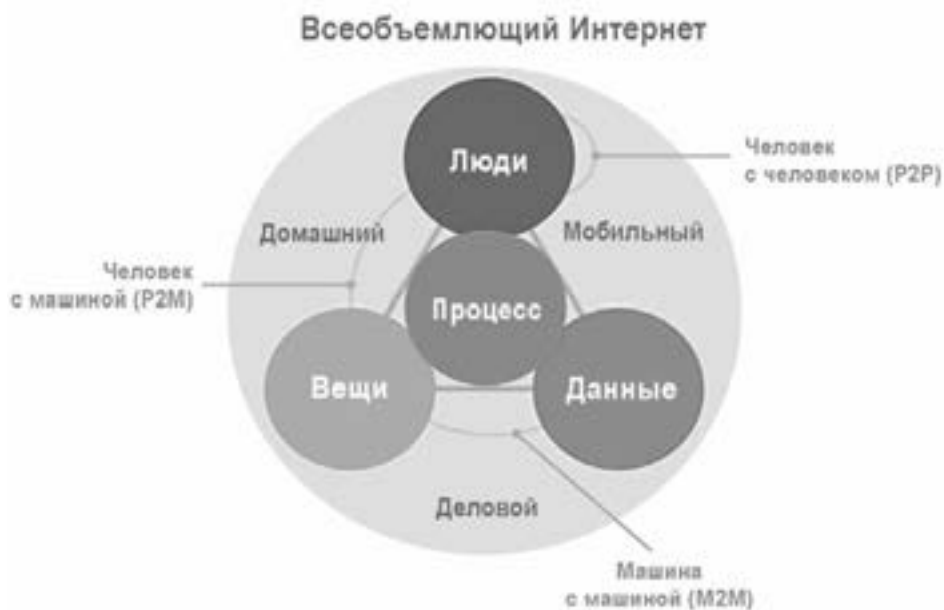 Всеобъемлющий Интернет
Люди
Человек
с человеком (P2P)
Домашний
Мобильный
Человек
с машиной (P2M)
Процесс
Вещи
Данные
Деловой
Машина
с машиной (M2M)